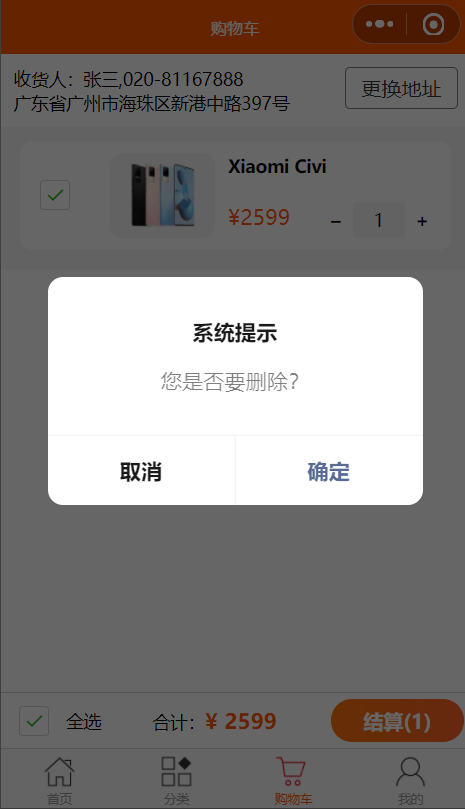 购物车
收货人：张三,020-81167888
广东省广州市海珠区新港中路397号
更换地址
Xiaomi Civi
¥2599
− 1 +
系统提示
您是否要删除?
取消 确定
全选 合计：¥ 2599 结算(1)
首页 分类 购物车 我的